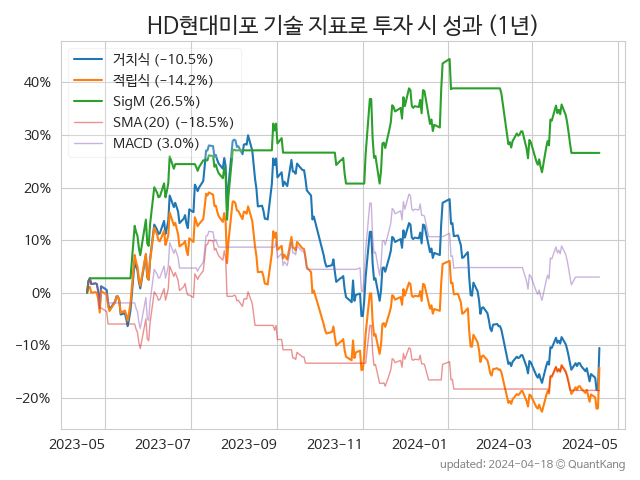 HD현대미포 기술 지표로 투자 시 성과 (1년)
거치식 (-10.5%)
적립식 (-14.2%)
SigM (26.5%)
SMA(20) (-18.5%)
MACD (3.0%)
40%
30%
20%
10%
0%
-10%
-20%
2023-05 2023-07 2023-09 2023-11 2024-01 2024-03 2024-05
updated: 2024-04-18 © QuantKang